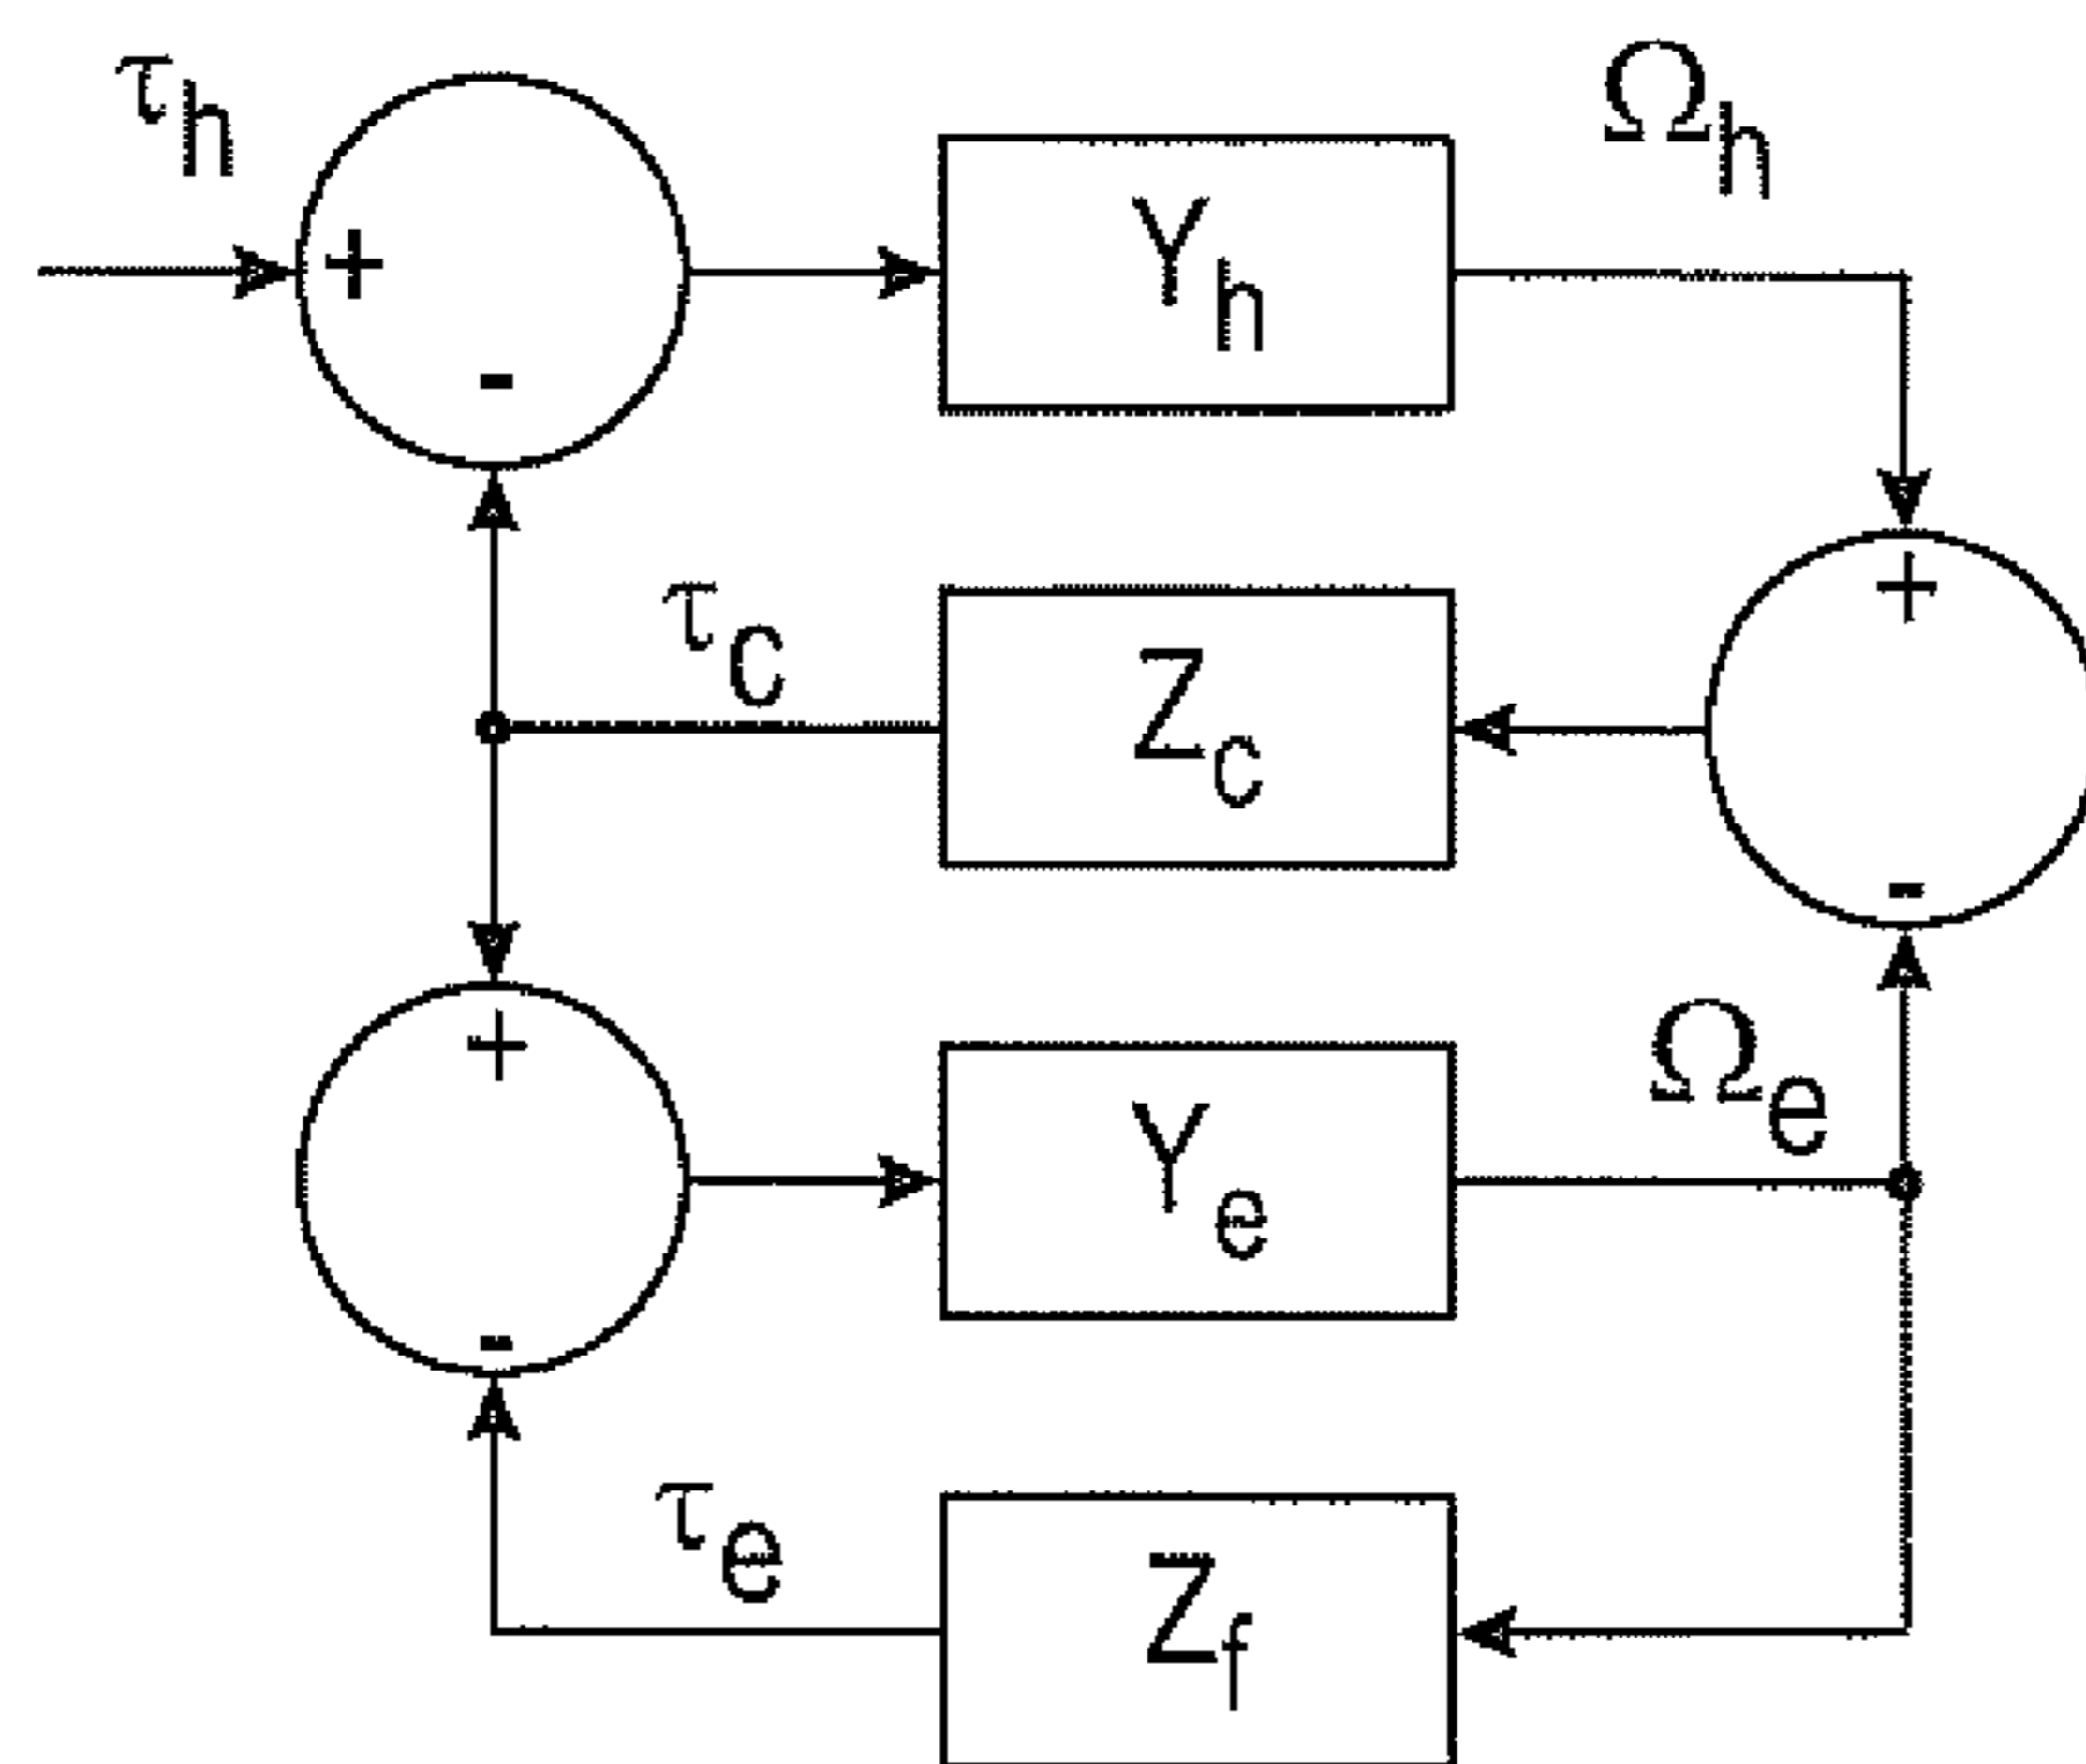 τh
Ωh
+
Yh
-
+
τc
Zc
-
+
Ωe
Ye
-
τe
Zf